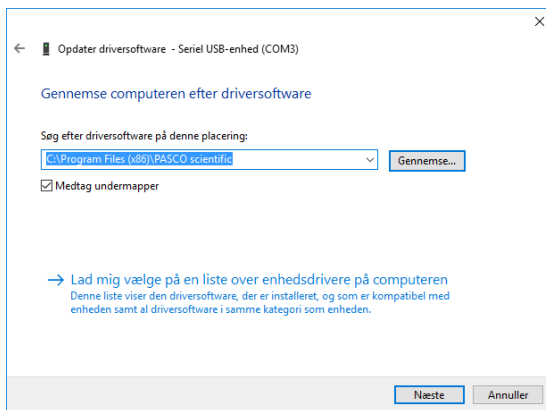 Opdater driversoftware - Seriel USB-enhed (COM3)
Gennemse computeren efter driversoftware
Søg efter driversoftware på denne placering:
C:\Program Files (x86)\PASCO scientific
Gennemse...
Medtag undermapper
Lad mig vælge på en liste over enhedsdrivere på computeren
Denne liste viser den driversoftware, der er installeret, og som er kompatibel med
enheden samt al driversoftware i samme kategori som enheden.
Næste
Annuller